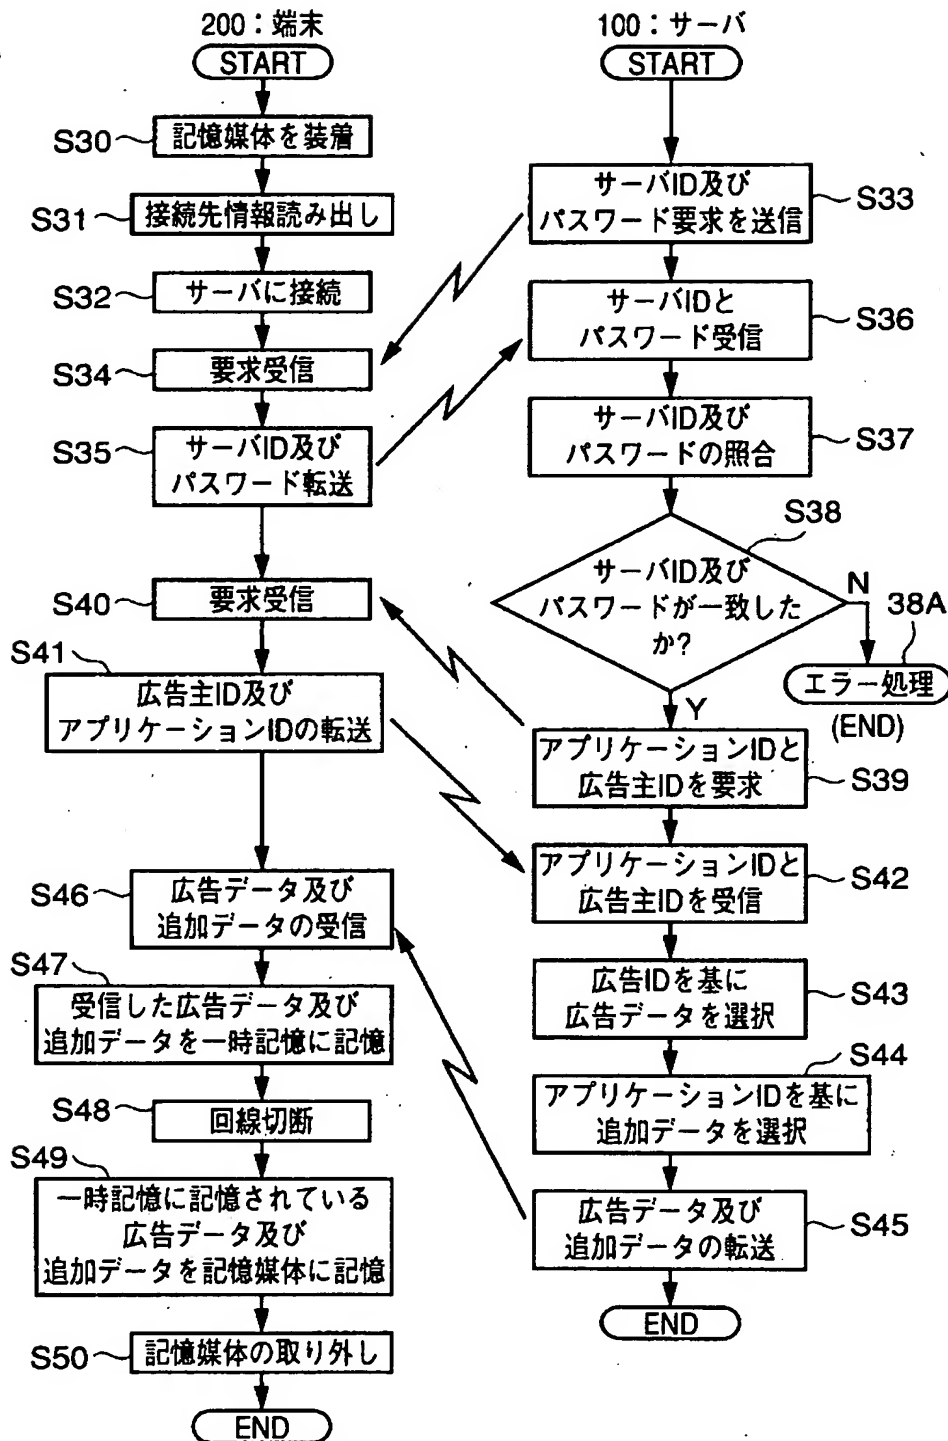 200：端末
START
S30
記憶媒体を装着
S31
接続先情報読み出し
S32
サーバに接続
S34
要求受信
S35
サーバID及び
パスワード転送
S40
要求受信
S41
広告主ID及び
アプリケーションIDの転送
S46
広告データ及び
追加データの受信
S47
受信した広告データ及び
追加データを一時記憶に記憶
S48
回線切断
S49
一時記憶に記憶されている
広告データ及び
追加データを記憶媒体に記憶
S50
記憶媒体の取り外し
END
100：サーバ
START
サーバID及び
パスワード要求を送信
S33
サーバIDと
パスワード受信
S36
サーバID及び
パスワードの照合
S37
S38
サーバID及び
パスワードが一致した
か?
N
38A
エラー処理
(END)
Y
アプリケーションIDと
広告主IDを要求
S39
アプリケーションIDと
広告主IDを受信
S42
広告IDを基に
広告データを選択
S43
S44
アプリケーションIDを基に
追加データを選択
広告データ及び
追加データの転送
S45
END